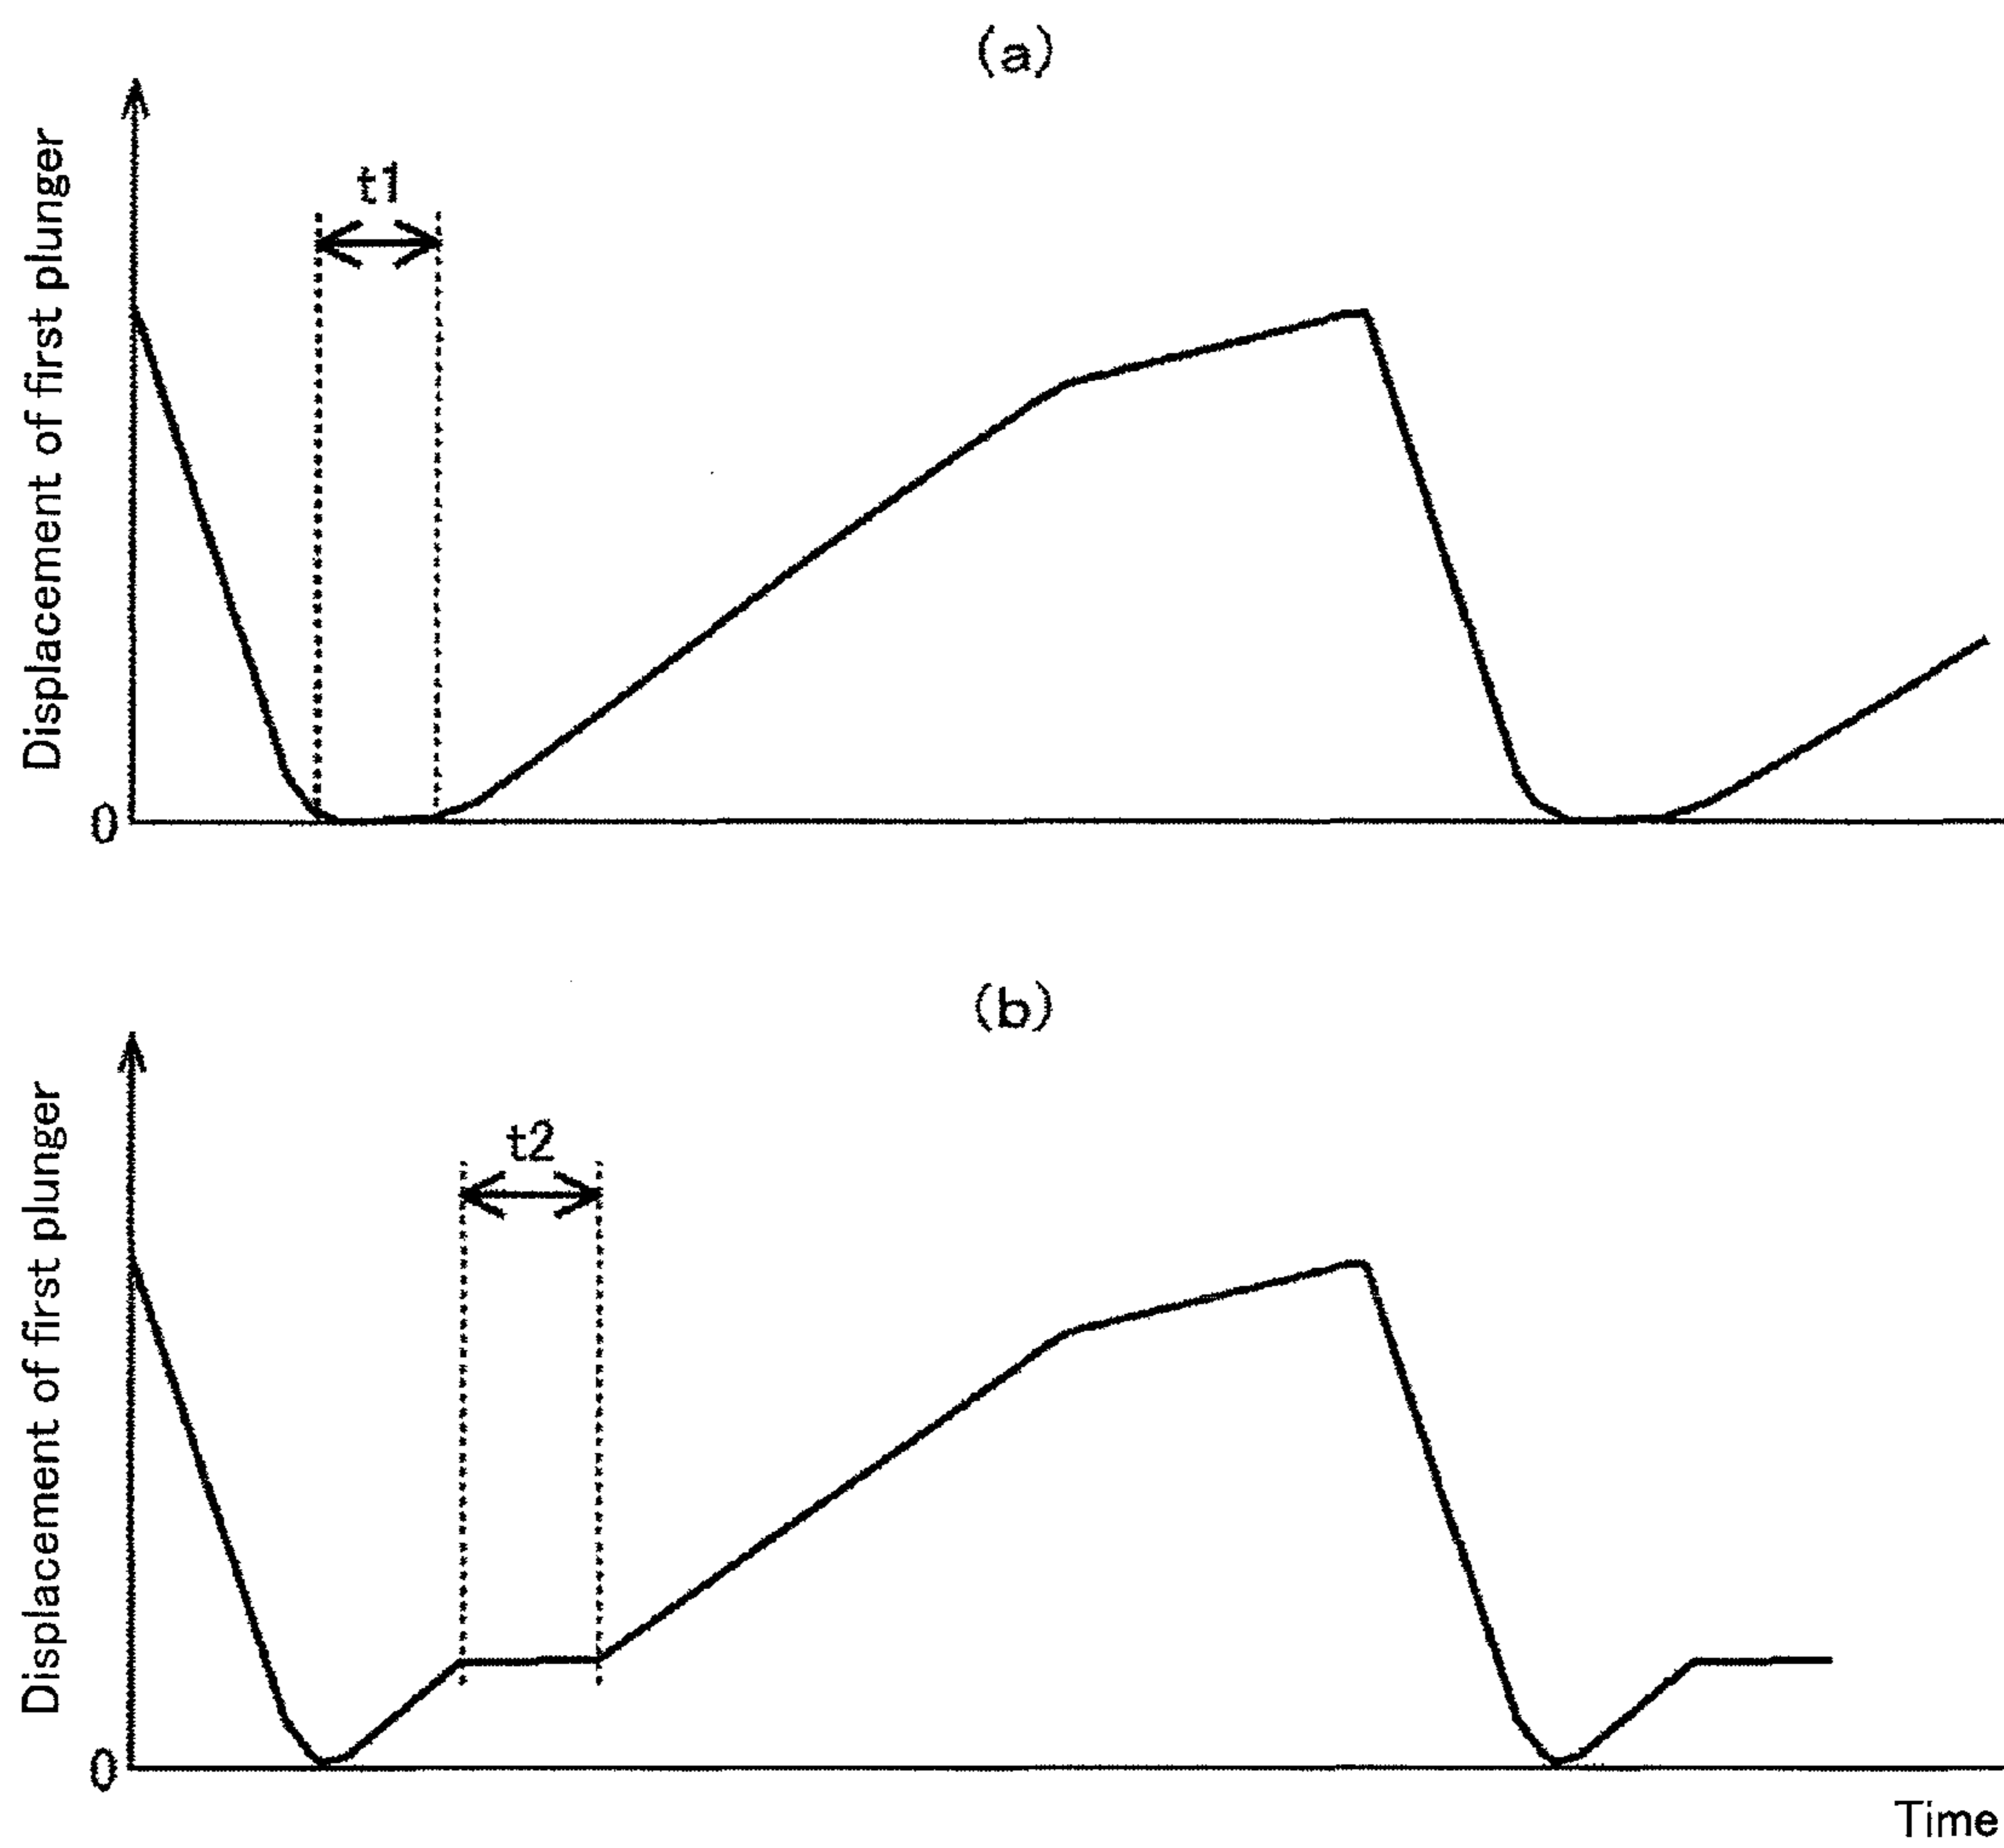 (a)
Displacement of first plunger
t1
0
(b)
Displacement of first plunger
t2
0
Time